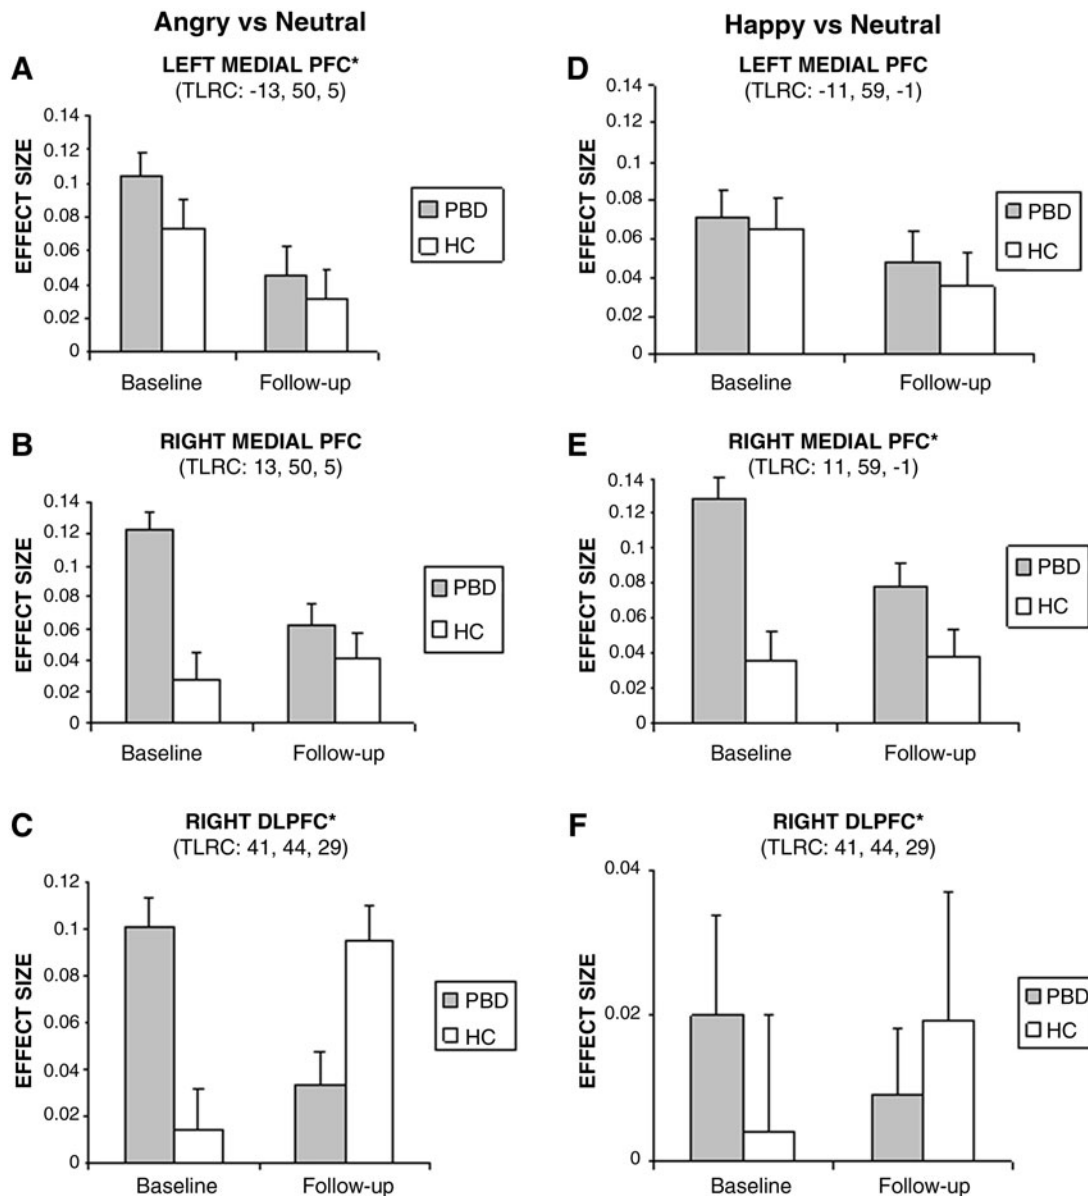 Angry vs Neutral
A
LEFT MEDIAL PFC*
(TLRC: -13, 50, 5)
EFFECT SIZE
0.14
0.12
0.1
0.08
0.06
0.04
0.02
0
Baseline
Follow-up
PBD
HC
B
RIGHT MEDIAL PFC
(TLRC: 13, 50, 5)
EFFECT SIZE
0.14
0.12
0.1
0.08
0.06
0.04
0.02
0
Baseline
Follow-up
PBD
HC
C
RIGHT DLPFC*
(TLRC: 41, 44, 29)
EFFECT SIZE
0.12
0.1
0.08
0.06
0.04
0.02
0
Baseline
Follow-up
PBD
HC
Happy vs Neutral
D
LEFT MEDIAL PFC
(TLRC: -11, 59, -1)
EFFECT SIZE
0.14
0.12
0.1
0.08
0.06
0.04
0.02
0
Baseline
Follow-up
PBD
HC
E
RIGHT MEDIAL PFC*
(TLRC: 11, 59, -1)
EFFECT SIZE
0.14
0.12
0.1
0.08
0.06
0.04
0.02
0
Baseline
Follow-up
PBD
HC
F
RIGHT DLPFC*
(TLRC: 41, 44, 29)
EFFECT SIZE
0.04
0.02
0
Baseline
Follow-up
PBD
HC